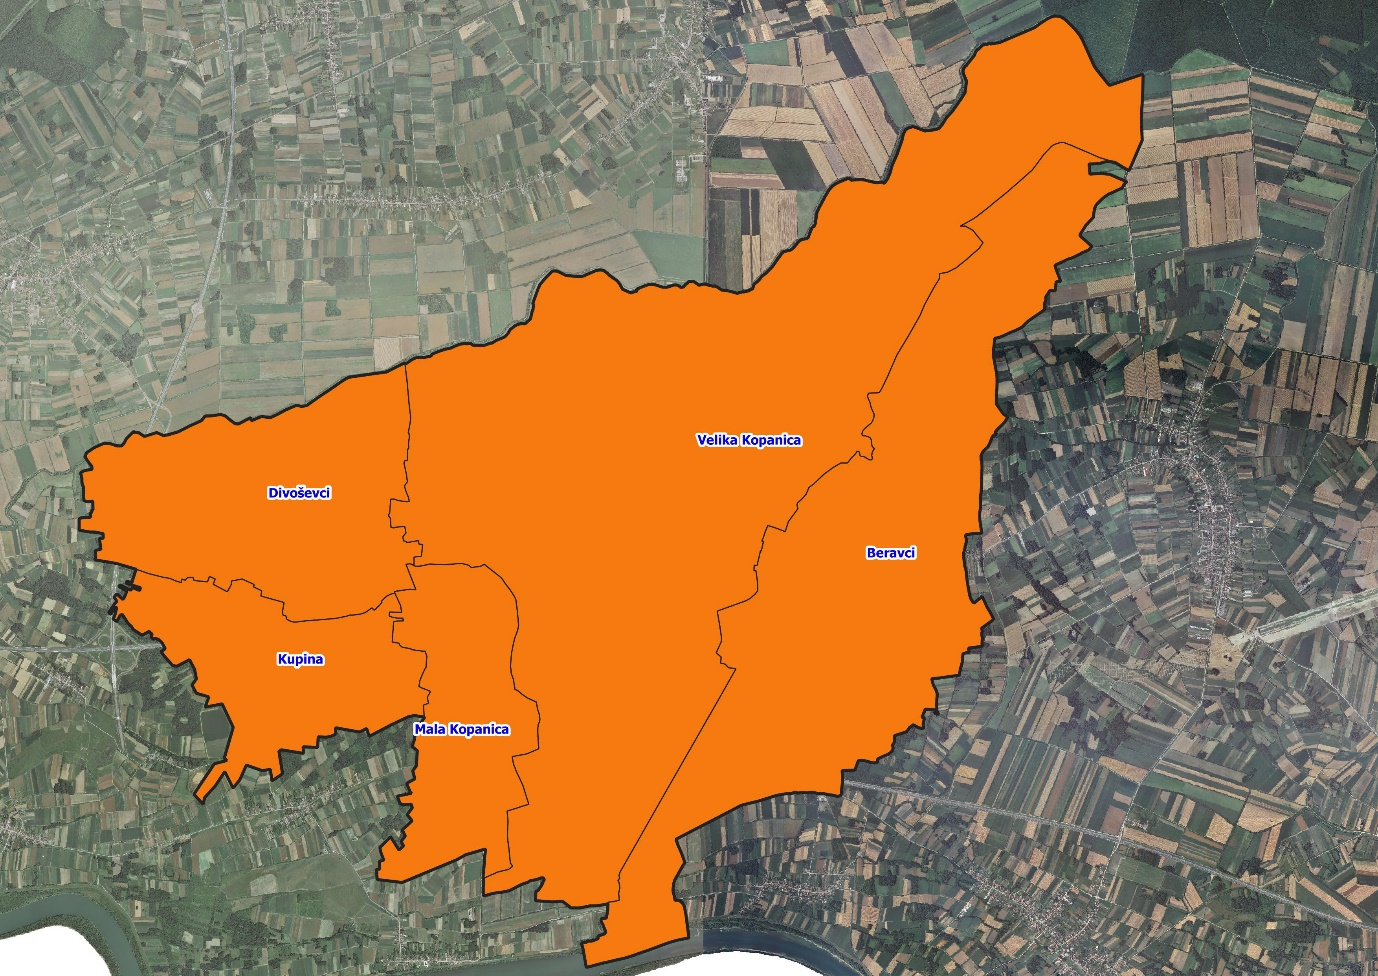 Velika Kopanica
Divoševci
Beravci
Kupina
Mala Kopanica